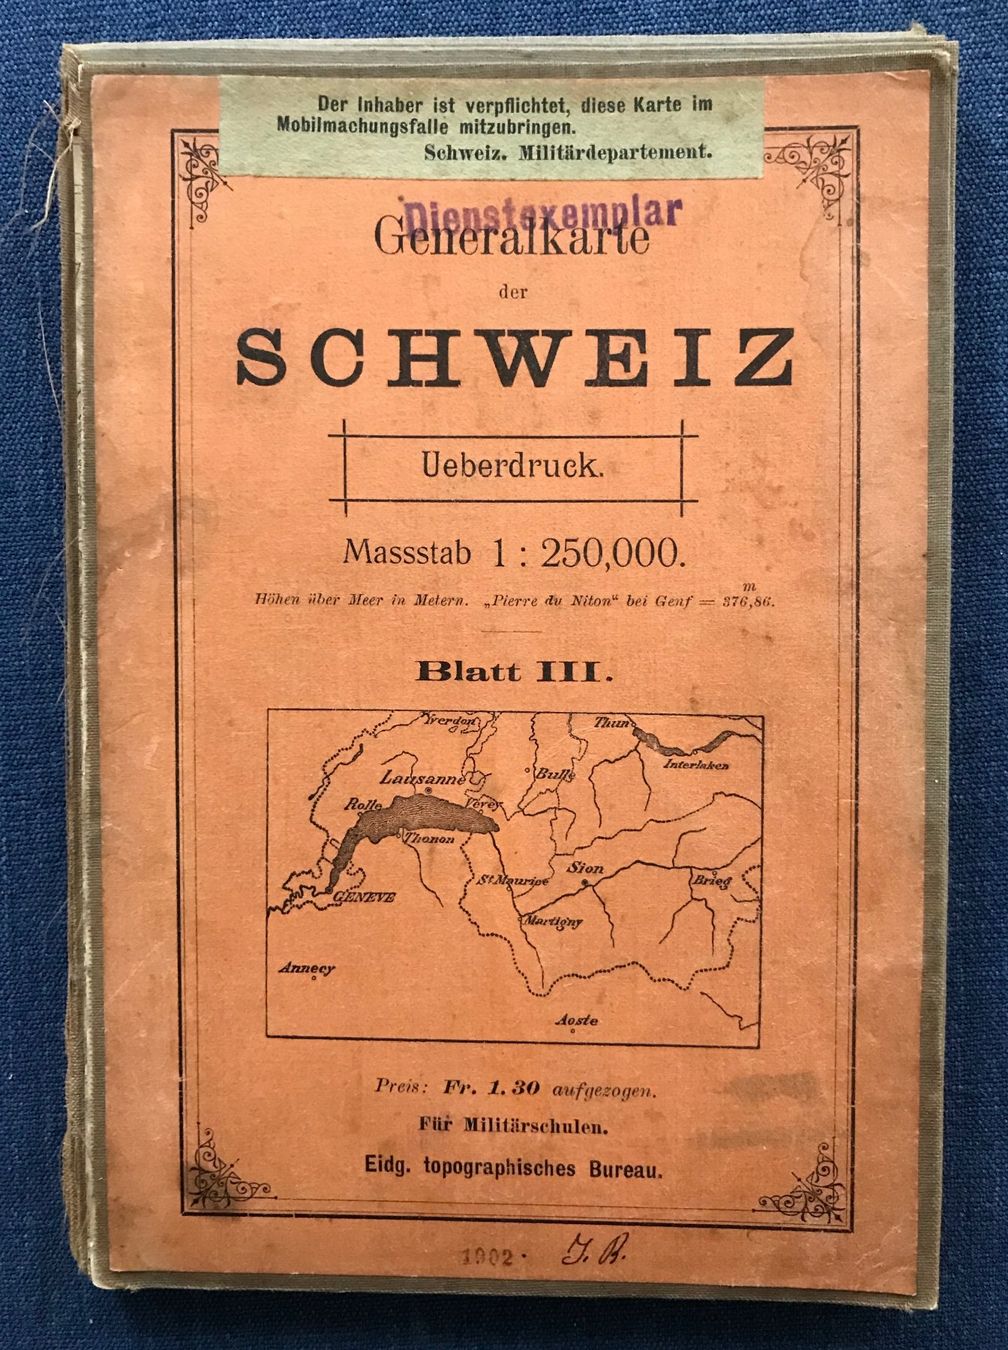 Der Inhaber ist verpflichtet, diese Karte im
Mobilmachungsfalle mitzubringen.
Schweiz. Militärdepartement.
Dienstexemplar
Generalkarte
der
SCHWEIZ
Ueberdruck.
Massstab 1 : 250,000.
Höhen über Meer in Metern. „Pierre du Niton“ bei Genf = 376,86. m
Blatt III.
Yverdon
Thun
Interlaken
Lausanne
Bulle
Rolle
Vevey
Thonon
Sion
St Maurice
Brieg
GENEVE
Martigny
Annecy
Aoste
Preis: Fr. 1. 30 aufgezogen.
Für Militärschulen.
Eidg. topographisches Bureau.
1902. J. R.